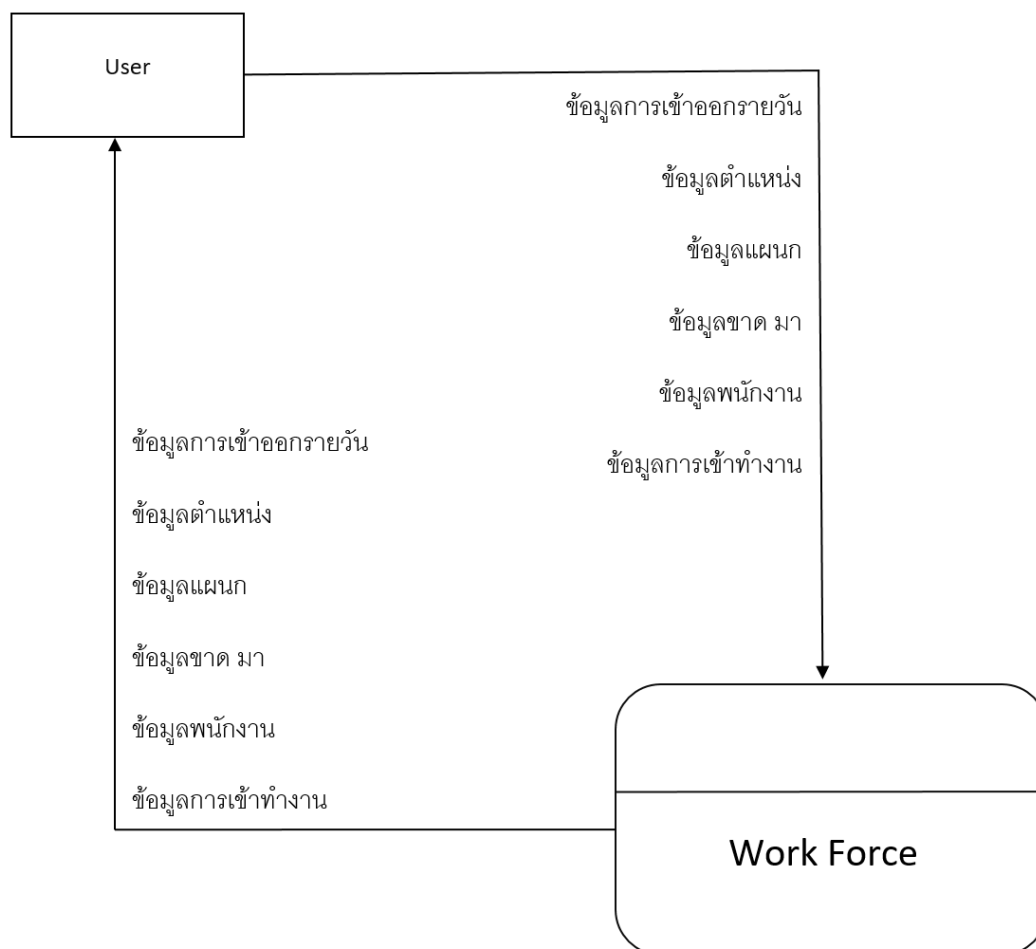 User
ข้อมูลการเข้าออกรายวัน
ข้อมูลตำแหน่ง
ข้อมูลแผนก
ข้อมูลขาด มา
ข้อมูลพนักงาน
ข้อมูลการเข้าทำงาน
ข้อมูลการเข้าออกรายวัน
ข้อมูลตำแหน่ง
ข้อมูลแผนก
ข้อมูลขาด มา
ข้อมูลพนักงาน
ข้อมูลการเข้าทำงาน
Work Force